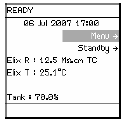 READY
06 Jul 2007 17:00
Menu →
Standby →
Elix R : 12.5 MΩcm TC
Elix T : 25.1°C
Tank : 70.0%